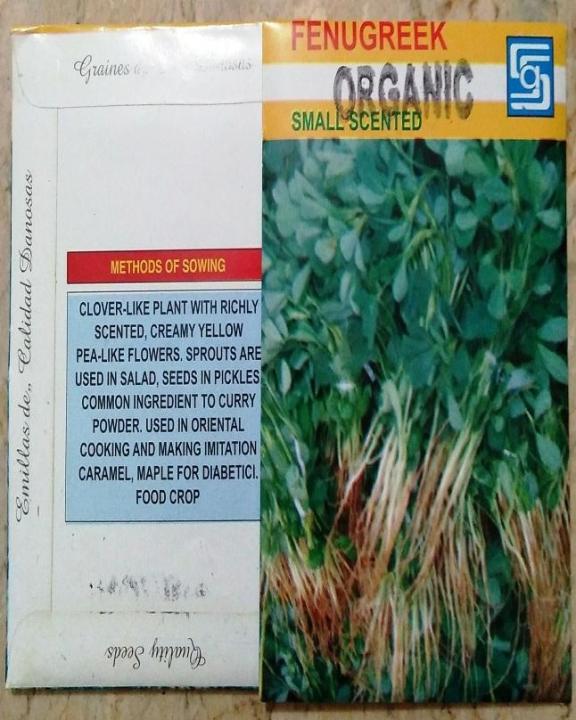 Graines
Emillas de,, Calidad Danosas
METHODS OF SOWING
CLOVER-LIKE PLANT WITH RICHLY
SCENTED, CREAMY YELLOW
PEA-LIKE FLOWERS. SPROUTS ARE
USED IN SALAD, SEEDS IN PICKLES
COMMON INGREDIENT TO CURRY
POWDER. USED IN ORIENTAL
COOKING AND MAKING IMITATION
CARAMEL, MAPLE FOR DIABETICI.
FOOD CROP
Quality Seeds
FENUGREEK
ORGANIC
SMALL SCENTED